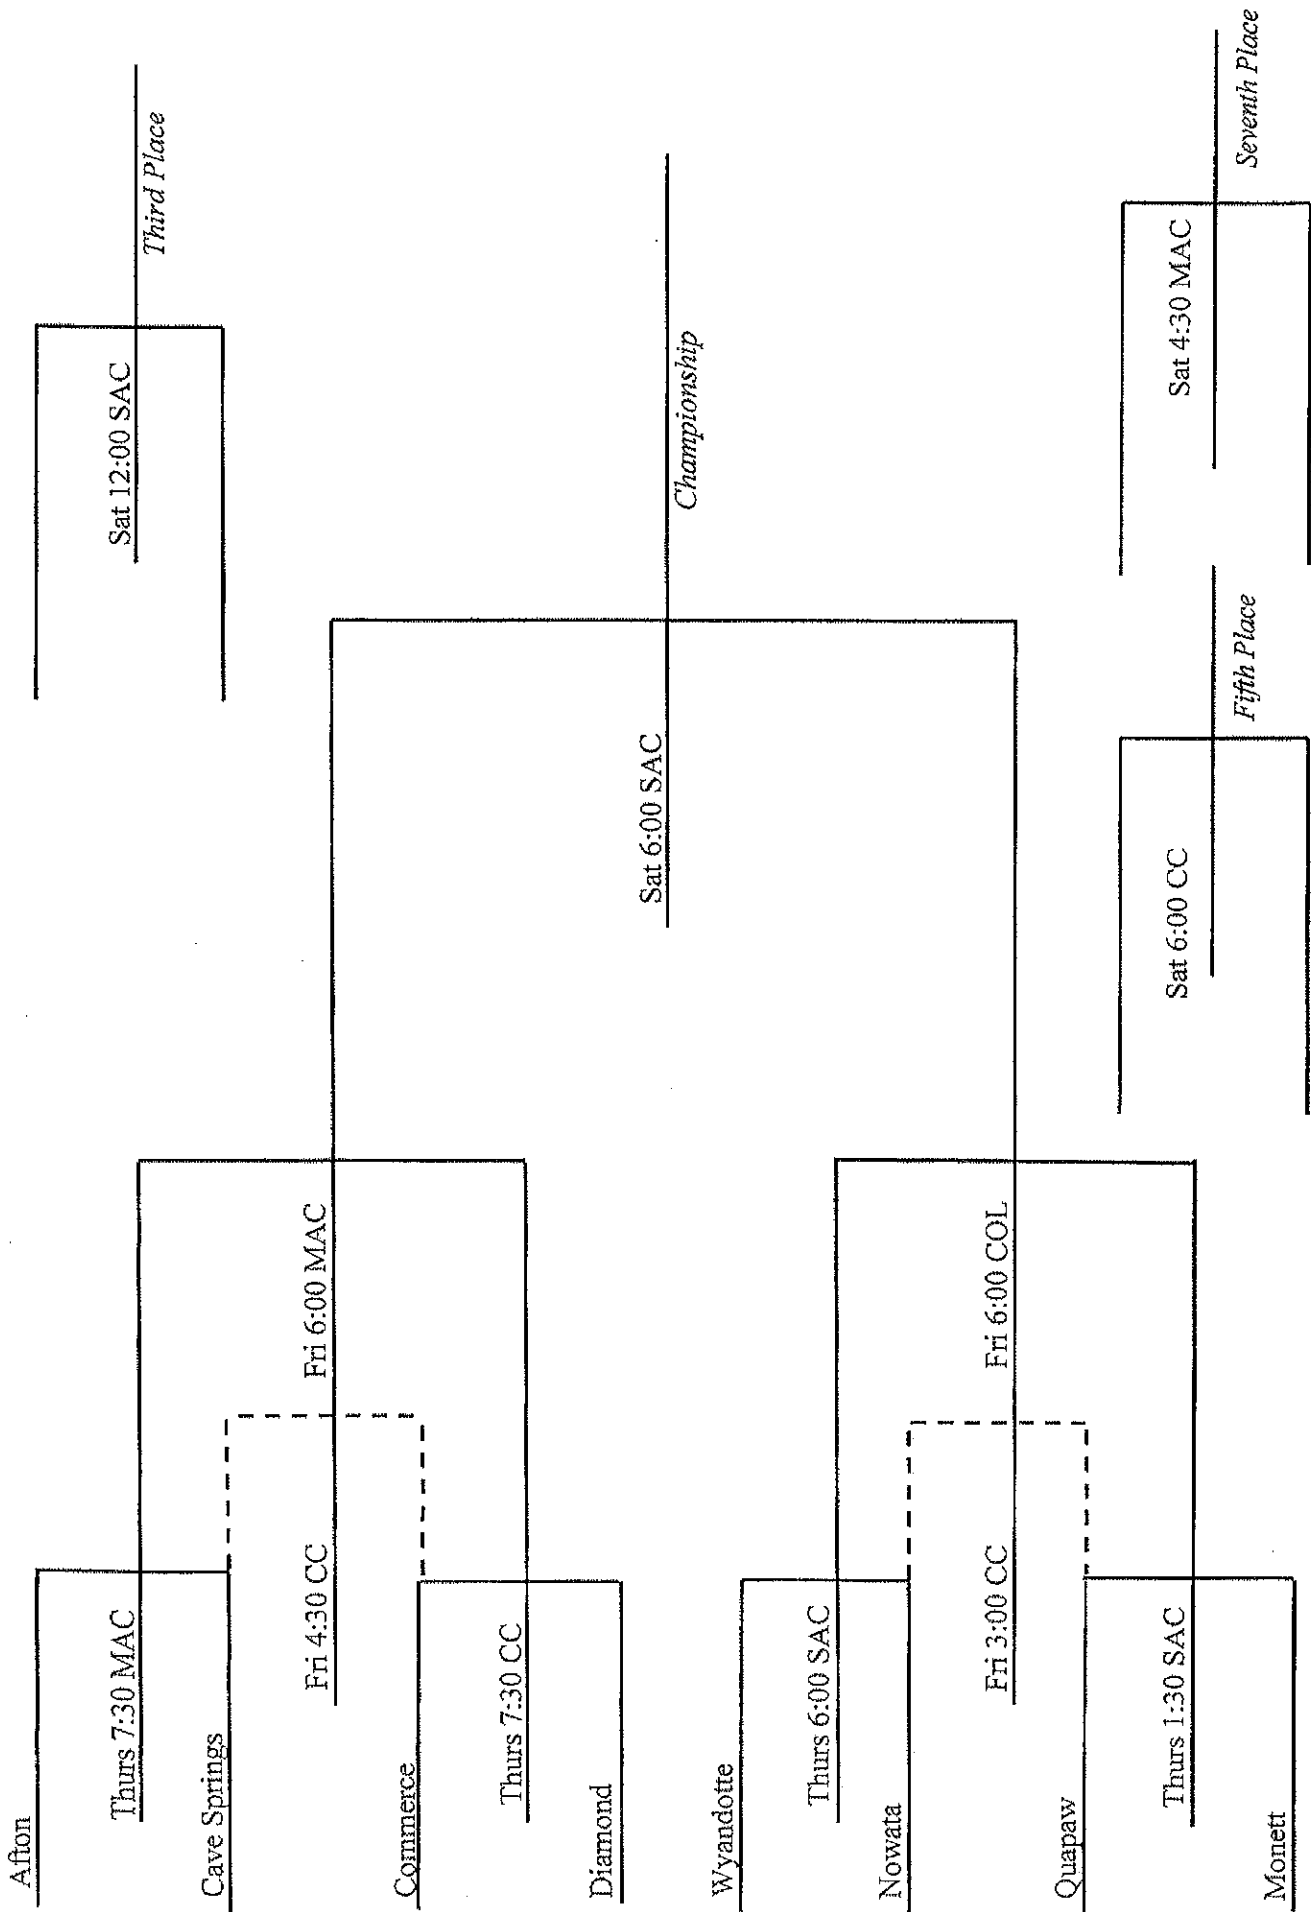 Afton
Thurs 7:30 MAC
Cave Springs
Fri 4:30 CC
Fri 6:00 MAC
Commerce
Thurs 7:30 CC
Diamond
Wyandotte
Thurs 6:00 SAC
Nowata
Fri 3:00 CC
Fri 6:00 COL
Quapaw
Thurs 1:30 SAC
Monett
Sat 6:00 SAC
Championship
Sat 12:00 SAC
Third Place
Sat 6:00 CC
Fifth Place
Sat 4:30 MAC
Seventh Place